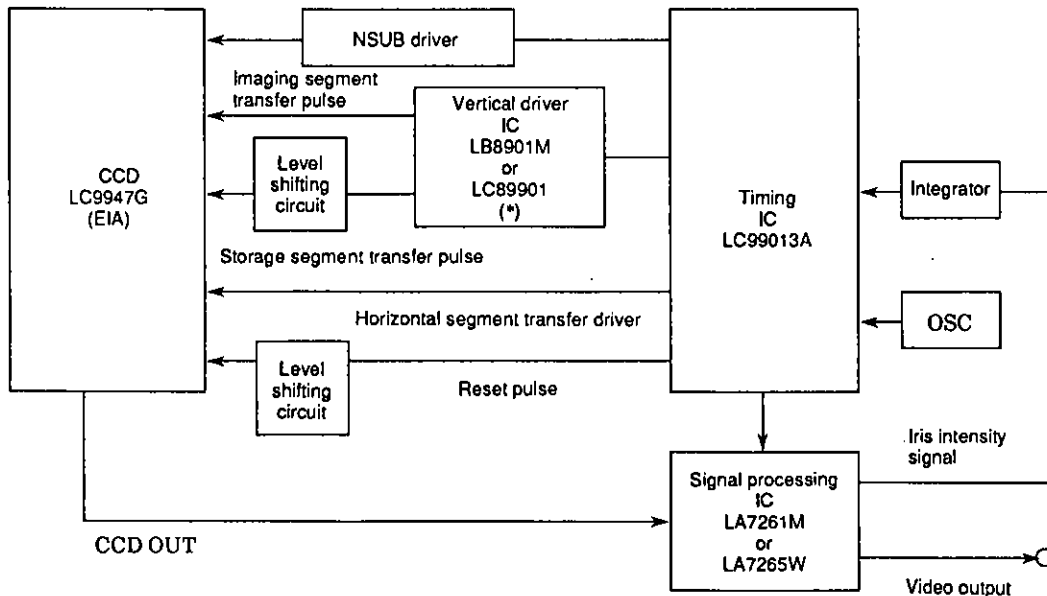 NSUB driver
Imaging segment
transfer pulse
Vertical driver
IC
LB8901M
or
LC89901
(*)
Level
shifting
circuit
CCD
LC9947G
(EIA)
Timing
IC
LC99013A
Integrator
Storage segment transfer pulse
Horizontal segment transfer driver
OSC
Level
shifting
circuit
Reset pulse
Iris intensity
signal
Signal processing
IC
LA7261M
or
LA7265W
CCD OUT
Video output